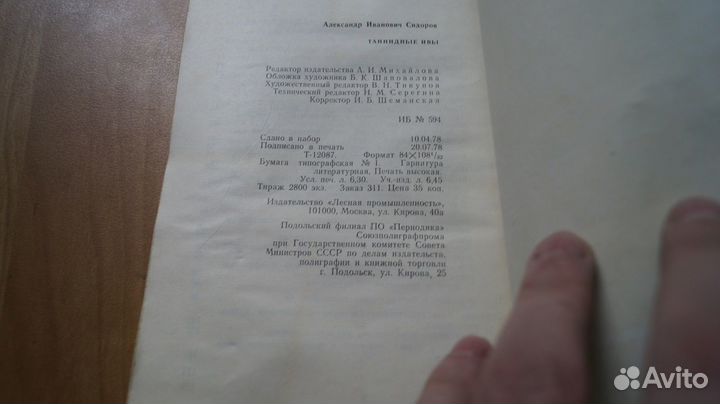 Александр Иванович Сидоров
ТАНИДНЫЕ ИВЫ
Редактор издательства Л. И. Михайлова
Обложка художника Б. К. Шаповалова
Художественный редактор В. Н. Тикунов
Технический редактор Н. М. Серегина
Корректор И. Б. Шеманская
ИБ № 594
Сдано в набор 10.04.78
Подписано в печать 20.07.78
Т-12087. Формат 84×108¹/₃₂
Бумага типографская № 1. Гарнитура
литературная. Печать высокая.
Усл. печ. л. 6,30. Уч.-изд. л. 6,45
Тираж 2800 экз. Заказ 311. Цена 35 коп.
Издательство «Лесная промышленность»,
101000, Москва, ул. Кирова, 40а
Подольский филиал ПО «Периодика»
Союзполиграфпрома
при Государственном комитете Совета
Министров СССР по делам издательств,
полиграфии и книжной торговли
г. Подольск, ул. Кирова, 25
Avito